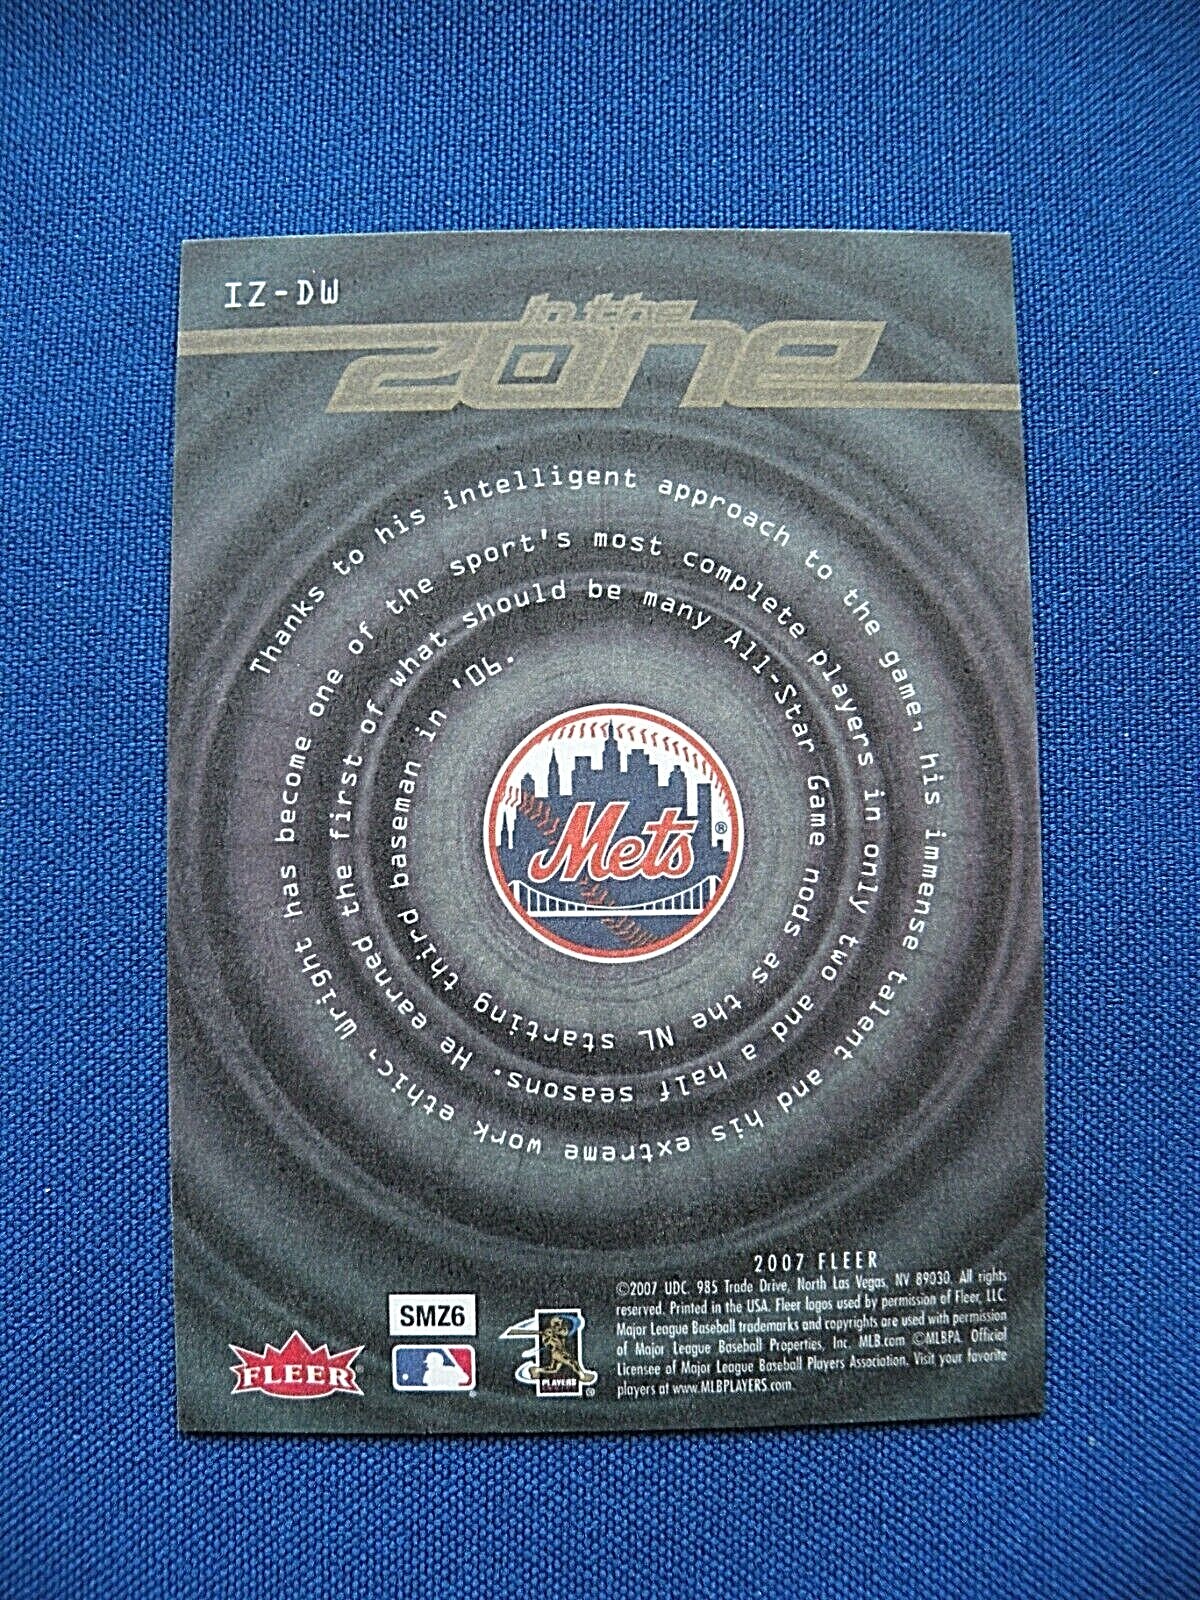 IZ-DW
in the
zone
Thanks to his intelligent approach to the game, his immense talent and his extreme work ethic, Wright has become one of the sport's most complete players in only two and a half seasons. He earned the first of what should be many All-Star Game nods as the NL starting third baseman in '06.
Mets ®
2007 FLEER
©2007 UDC. 985 Trade Drive, North Las Vegas, NV 89030. All rights
reserved. Printed in the USA. Fleer logos used by permission of Fleer, LLC.
Major League Baseball trademarks and copyrights are used with permission
of Major League Baseball Properties, Inc. MLB.com ©MLBPA. Official
Licensee of Major League Baseball Players Association. Visit your favorite
players at www.MLBPLAYERS.com.
SMZ6
FLEER
PLAYERS